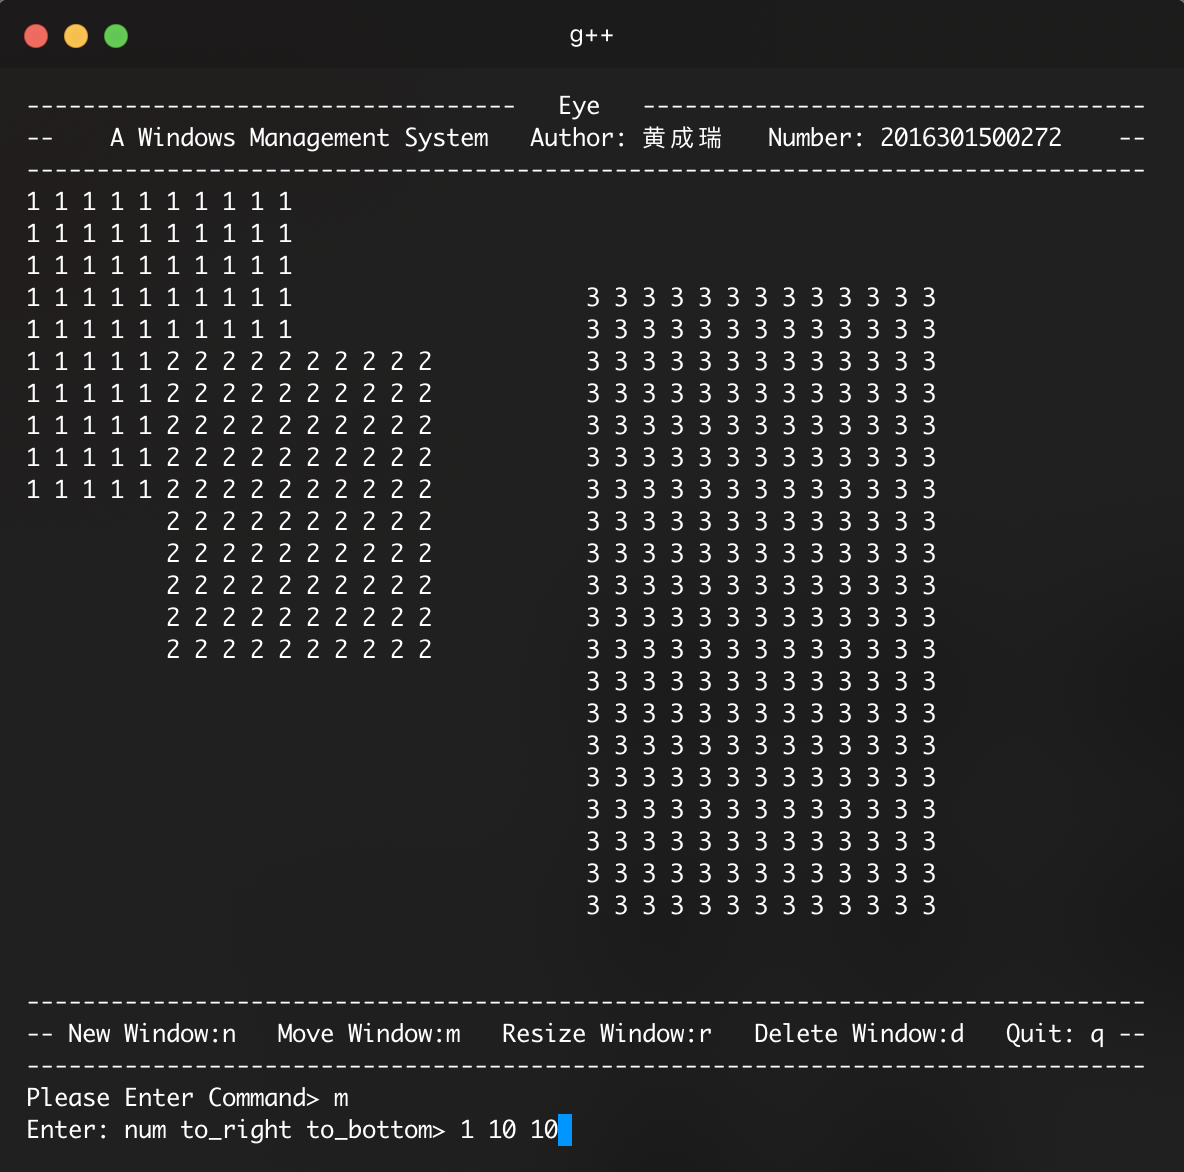 g++
-----------------------------------   Eye   ------------------------------------
--    A Windows Management System   Author: 黄成瑞   Number: 2016301500272    --
--------------------------------------------------------------------------------
1 1 1 1 1 1 1 1 1 1
1 1 1 1 1 1 1 1 1 1
1 1 1 1 1 1 1 1 1 1
1 1 1 1 1 1 1 1 1 1                     3 3 3 3 3 3 3 3 3 3 3 3 3
1 1 1 1 1 1 1 1 1 1                     3 3 3 3 3 3 3 3 3 3 3 3 3
1 1 1 1 1 2 2 2 2 2 2 2 2 2 2           3 3 3 3 3 3 3 3 3 3 3 3 3
1 1 1 1 1 2 2 2 2 2 2 2 2 2 2           3 3 3 3 3 3 3 3 3 3 3 3 3
1 1 1 1 1 2 2 2 2 2 2 2 2 2 2           3 3 3 3 3 3 3 3 3 3 3 3 3
1 1 1 1 1 2 2 2 2 2 2 2 2 2 2           3 3 3 3 3 3 3 3 3 3 3 3 3
1 1 1 1 1 2 2 2 2 2 2 2 2 2 2           3 3 3 3 3 3 3 3 3 3 3 3 3
          2 2 2 2 2 2 2 2 2 2           3 3 3 3 3 3 3 3 3 3 3 3 3
          2 2 2 2 2 2 2 2 2 2           3 3 3 3 3 3 3 3 3 3 3 3 3
          2 2 2 2 2 2 2 2 2 2           3 3 3 3 3 3 3 3 3 3 3 3 3
          2 2 2 2 2 2 2 2 2 2           3 3 3 3 3 3 3 3 3 3 3 3 3
          2 2 2 2 2 2 2 2 2 2           3 3 3 3 3 3 3 3 3 3 3 3 3
                                        3 3 3 3 3 3 3 3 3 3 3 3 3
                                        3 3 3 3 3 3 3 3 3 3 3 3 3
                                        3 3 3 3 3 3 3 3 3 3 3 3 3
                                        3 3 3 3 3 3 3 3 3 3 3 3 3
                                        3 3 3 3 3 3 3 3 3 3 3 3 3
                                        3 3 3 3 3 3 3 3 3 3 3 3 3
                                        3 3 3 3 3 3 3 3 3 3 3 3 3
                                        3 3 3 3 3 3 3 3 3 3 3 3 3
--------------------------------------------------------------------------------
-- New Window:n   Move Window:m   Resize Window:r   Delete Window:d   Quit: q --
--------------------------------------------------------------------------------
Please Enter Command> m
Enter: num to_right to_bottom> 1 10 10